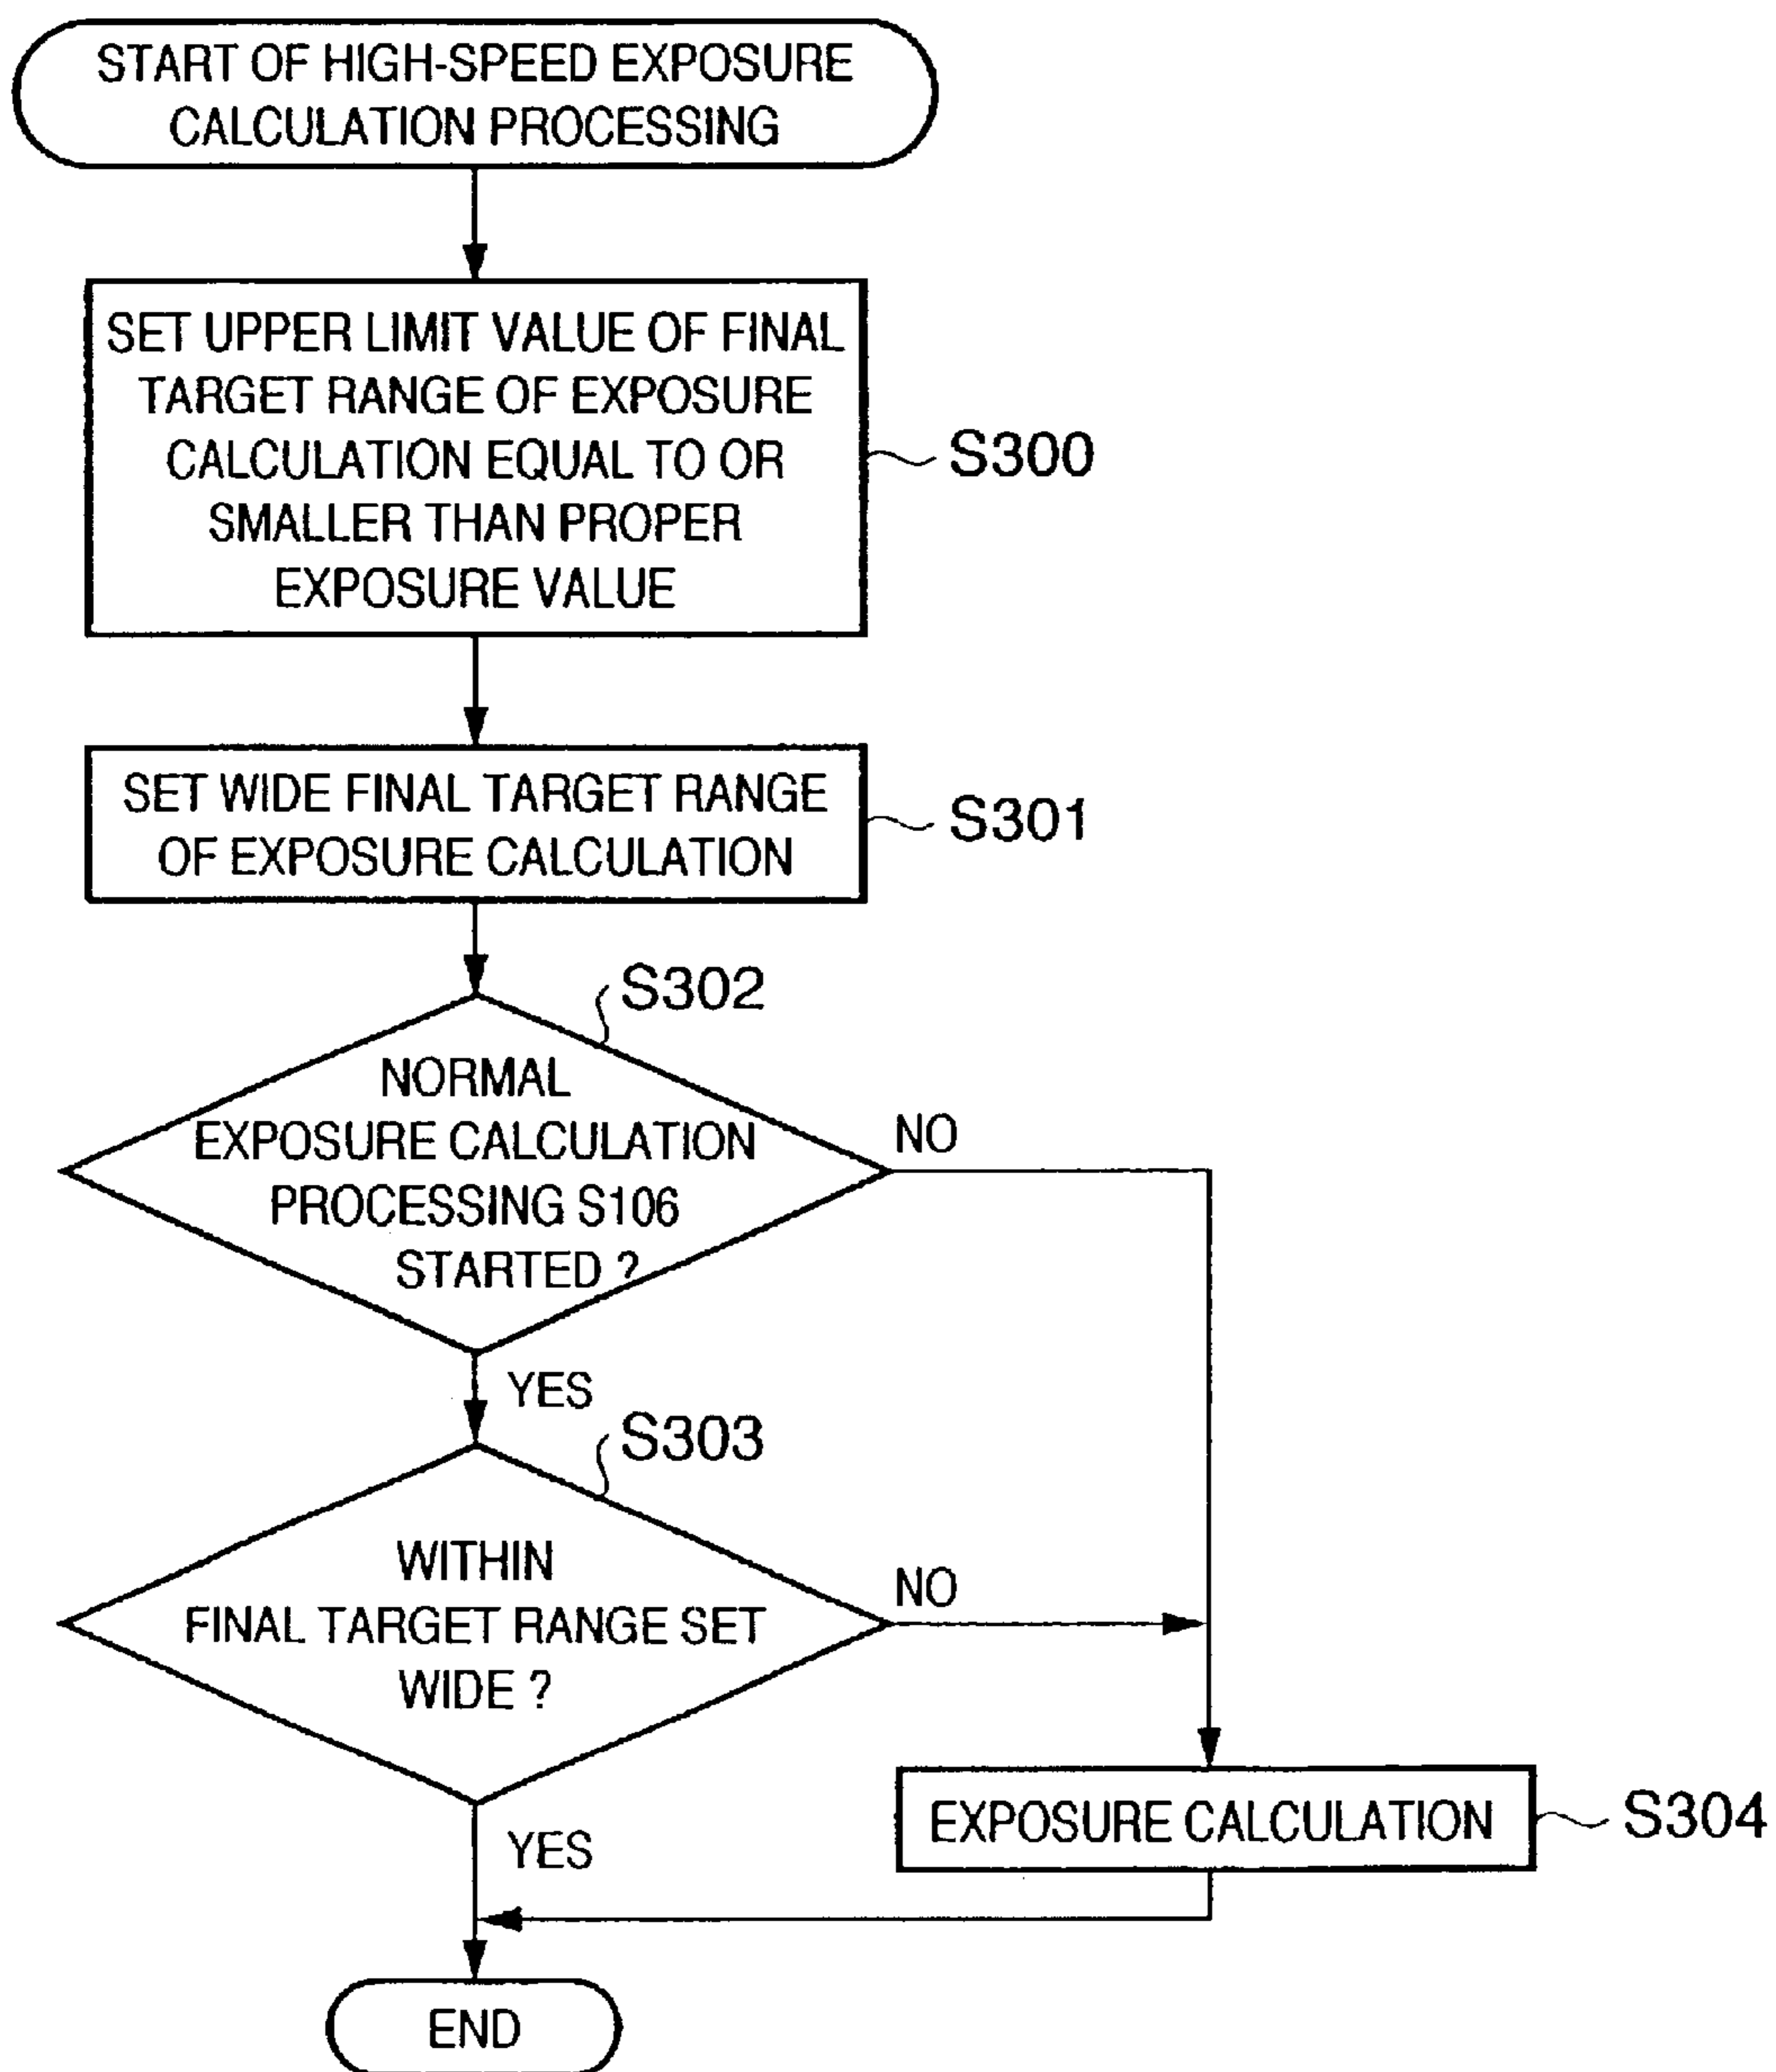 START OF HIGH-SPEED EXPOSURE
CALCULATION PROCESSING
SET UPPER LIMIT VALUE OF FINAL
TARGET RANGE OF EXPOSURE
CALCULATION EQUAL TO OR
SMALLER THAN PROPER
EXPOSURE VALUE
S300
SET WIDE FINAL TARGET RANGE
OF EXPOSURE CALCULATION
S301
S302
NORMAL
EXPOSURE CALCULATION
PROCESSING S106
STARTED ?
NO
YES
S303
WITHIN
FINAL TARGET RANGE SET
WIDE ?
NO
YES
EXPOSURE CALCULATION
S304
END